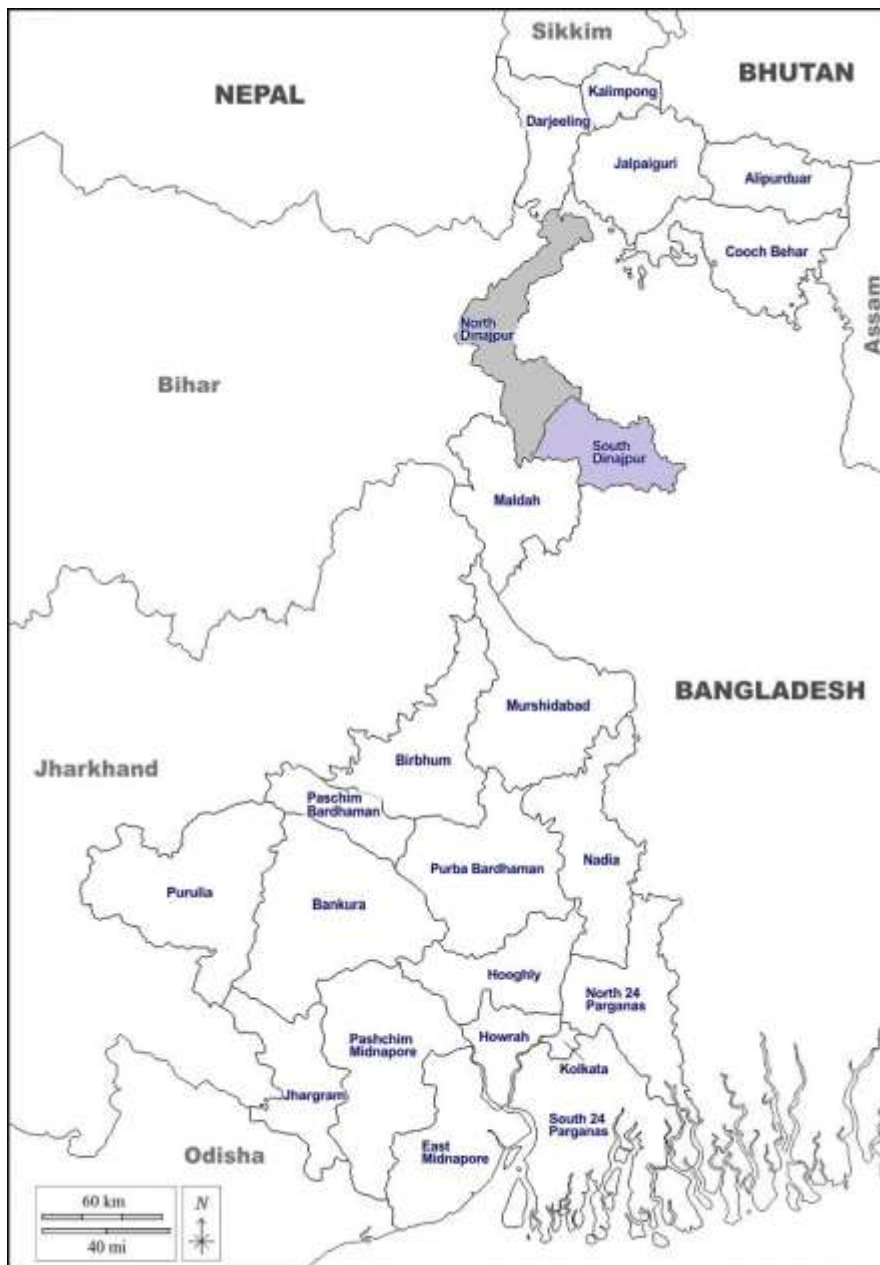 Sikkim
NEPAL
BHUTAN
Kalimpong
Darjeeling
Jalpaiguri
Alipurduar
Cooch Behar
Assam
North
Dinajpur
Bihar
South
Dinajpur
Maldah
BANGLADESH
Murshidabad
Birbhum
Jharkhand
Paschim
Bardhaman
Purba Bardhaman
Nadia
Purulia
Bankura
Hooghly
North 24
Parganas
Howrah
Pashchim
Midnapore
Kolkata
Jhargram
South 24
Parganas
East
Midnapore
Odisha
60 km
40 mi
N